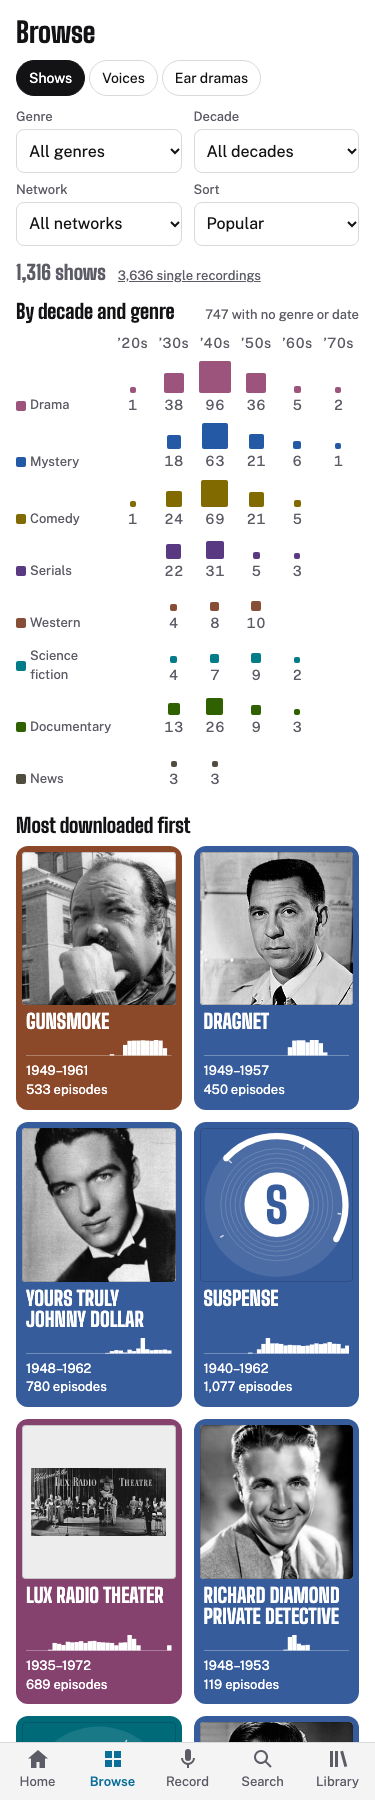 Browse
Shows Voices Ear dramas
Genre Decade
All genres All decades
Network Sort
All networks Popular
1,316 shows 3,636 single recordings
By decade and genre 747 with no genre or date
’20s ’30s ’40s ’50s ’60s ’70s
Drama 1 38 96 36 5 2
Mystery 18 63 21 6 1
Comedy 1 24 69 21 5
Serials 22 31 5 3
Western 4 8 10
Science
fiction 4 7 9 2
Documentary 13 26 9 3
News 3 3
Most downloaded first
GUNSMOKE
1949–1961
533 episodes
DRAGNET
1949–1957
450 episodes
YOURS TRULY
JOHNNY DOLLAR
1948–1962
780 episodes
S
SUSPENSE
1940–1962
1,077 episodes
LUX RADIO THEATRE
LUX RADIO THEATER
1935–1972
689 episodes
RICHARD DIAMOND
PRIVATE DETECTIVE
1948–1953
119 episodes
Home Browse Record Search Library